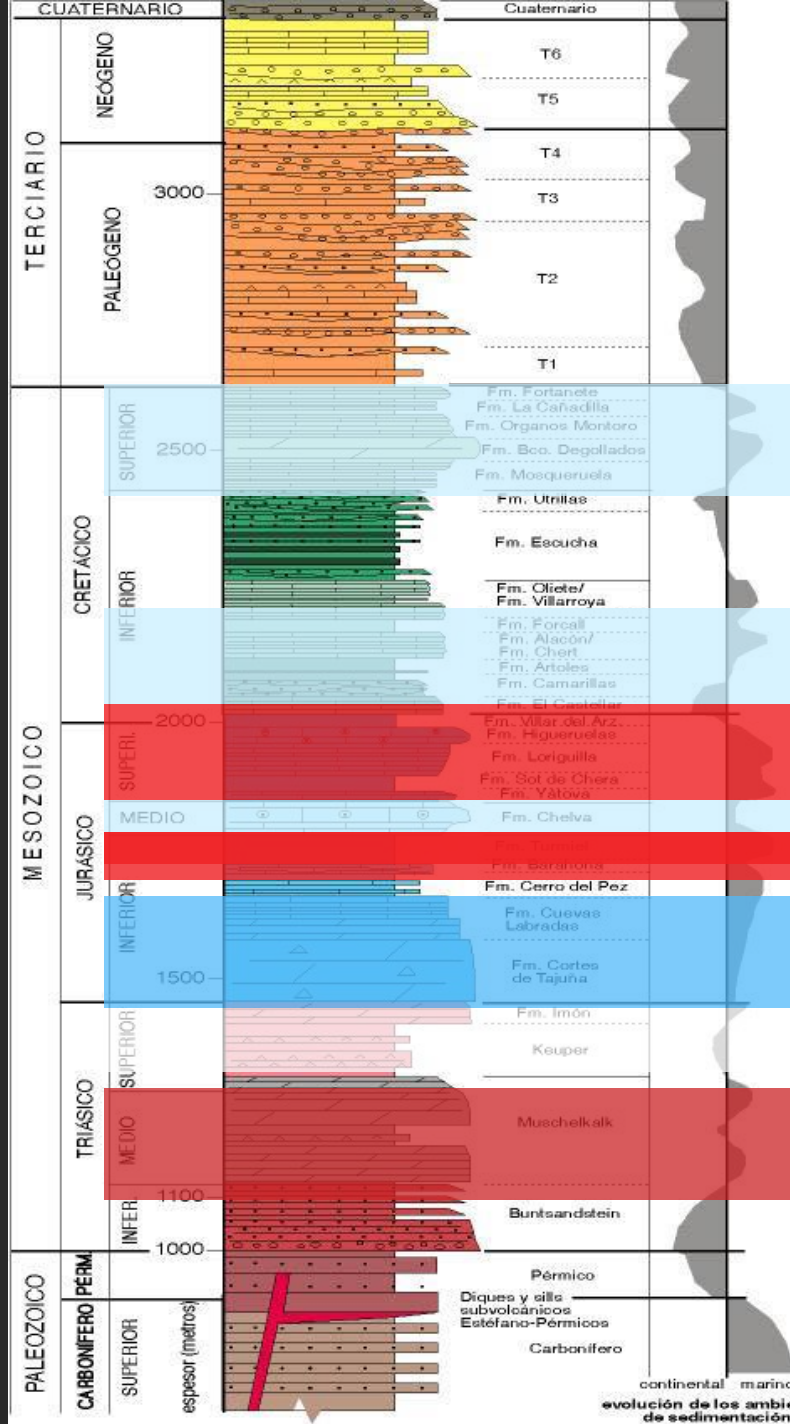 CUATERNARIO
Cuaternario
TERCIARIO
NEÓGENO
T6
T5
PALEÓGENO
T4
3000
T3
T2
T1
MESOZOICO
CRETÁCICO
SUPERIOR
Fm. Fortanete
Fm. La Cañadilla
Fm. Organos Montoro
2500
Fm. Bco. Degollados
Fm. Mosqueruela
INFERIOR
Fm. Utrillas
Fm. Escucha
Fm. Oliete/
Fm. Villarroya
Fm. Forcall
Fm. Alacón/
Fm. Chert
Fm. Artoles
Fm. Camarillas
Fm. El Castellar
JURÁSICO
2000
SUPERI.
Fm. Villar del Arz.
Fm. Higueruelas
Fm. Loriguilla
Fm. Sot de Chera
Fm. Yátova
MEDIO
Fm. Chelva
INFERIOR
Fm. Barahona
Fm. Cerro del Pez
Fm. Cuevas
Labradas
1500
Fm. Cortes
de Tajuña
TRIÁSICO
SUPERIOR
Fm. Imón
Keuper
MEDIO
Muschelkalk
1100
INFER.
Buntsandstein
1000
PALEOZOICO
PÉRM.
Pérmico
Diques y sills
subvolcánicos
Estéfano-Pérmicos
CARBONÍFERO
SUPERIOR
Carbonífero
espesor (metros)
continental marino
evolución de los ambie
de sedimentación